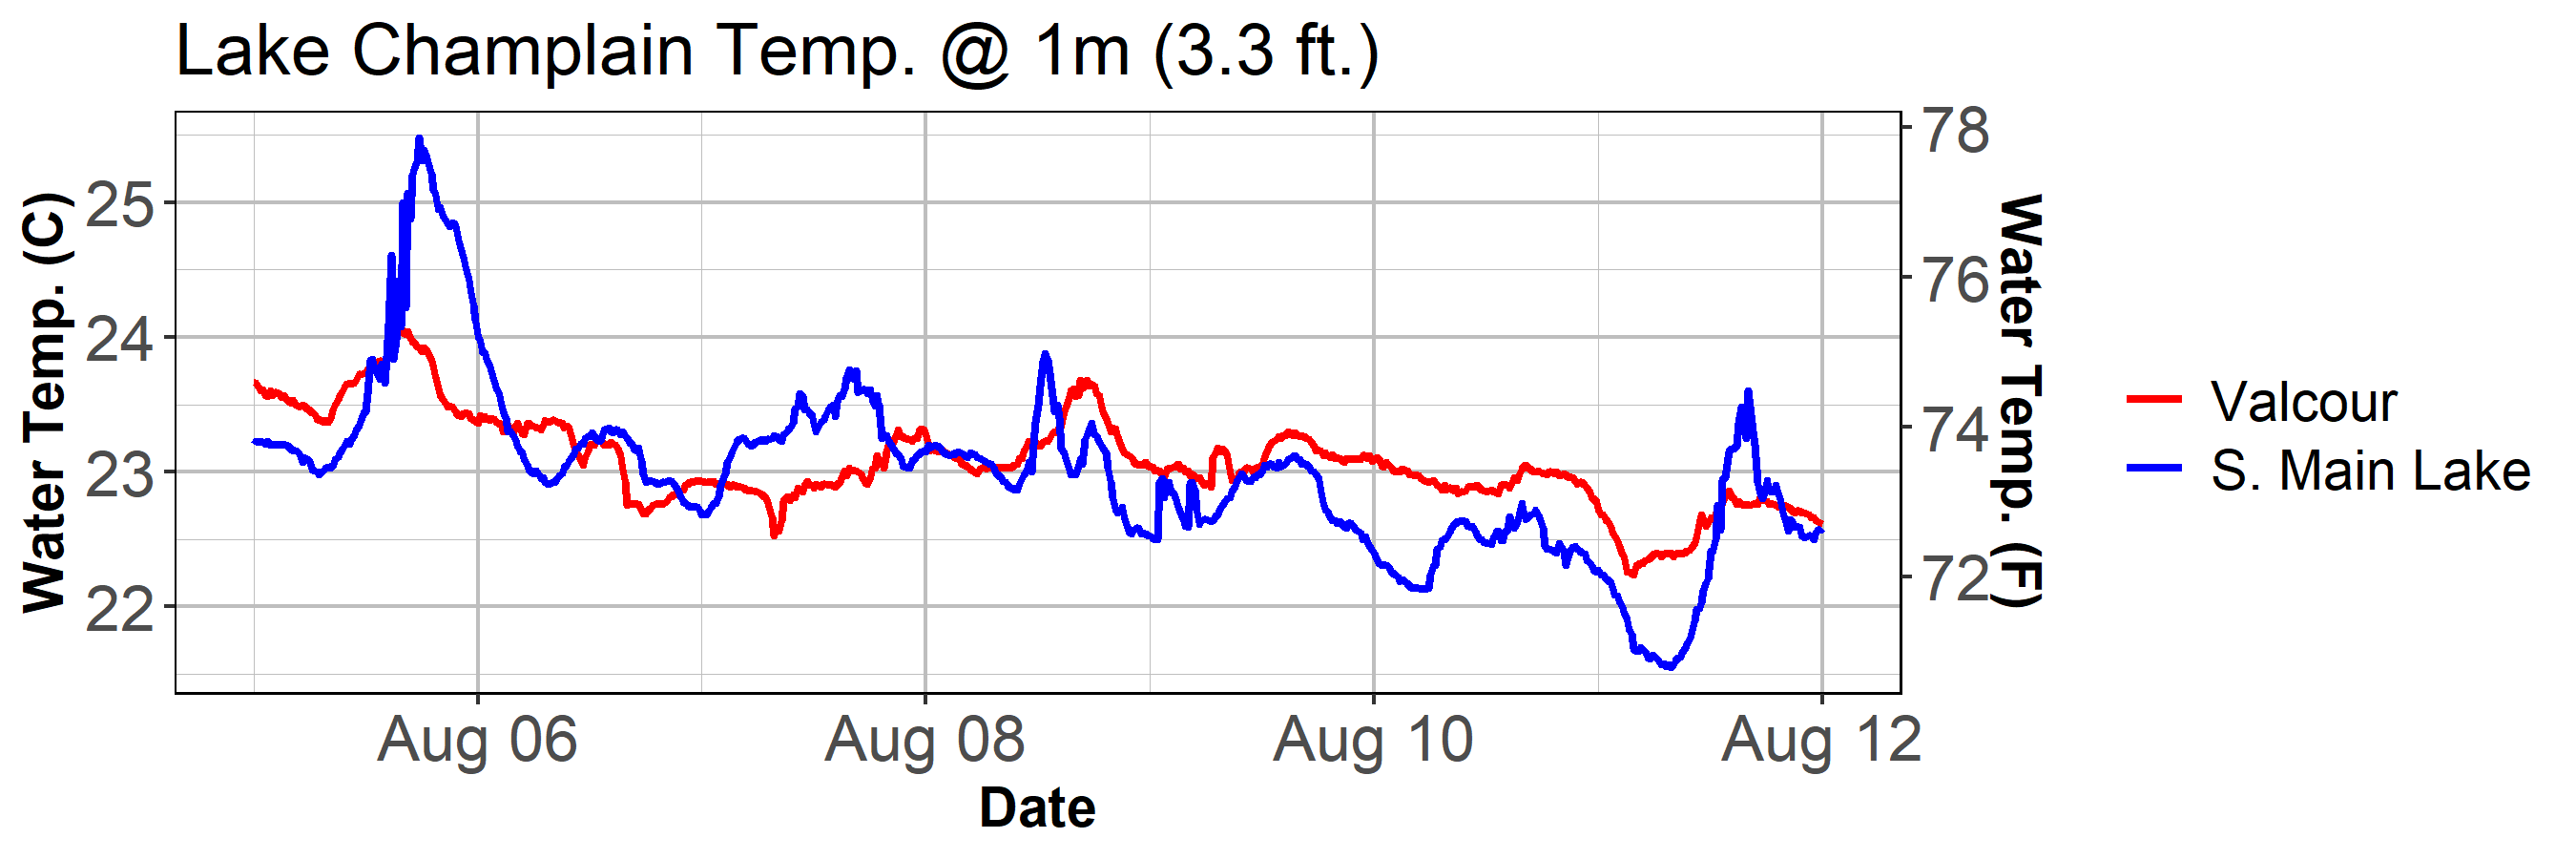 Lake Champlain Temp. @ 1m (3.3 ft.)
Water Temp. (C)
25
24
23
22
78
76
74
72
Water Temp. (F)
Aug 06
Aug 08
Aug 10
Aug 12
Date
Valcour
S. Main Lake